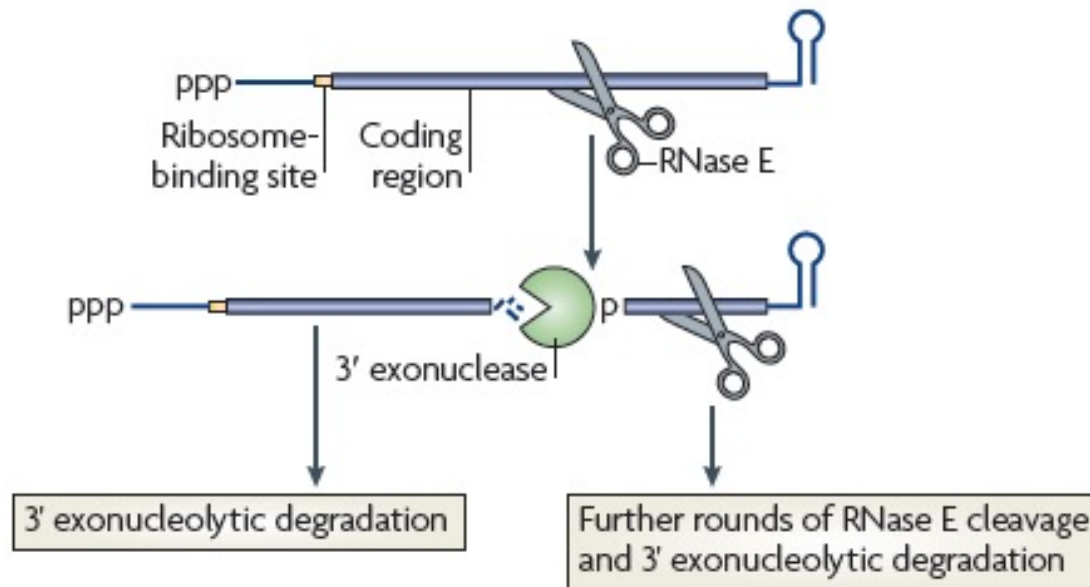 ppp
Ribosome-
binding site
Coding
region
RNase E
ppp
p
3′ exonuclease
3′ exonucleolytic degradation
Further rounds of RNase E cleavage
and 3′ exonucleolytic degradation